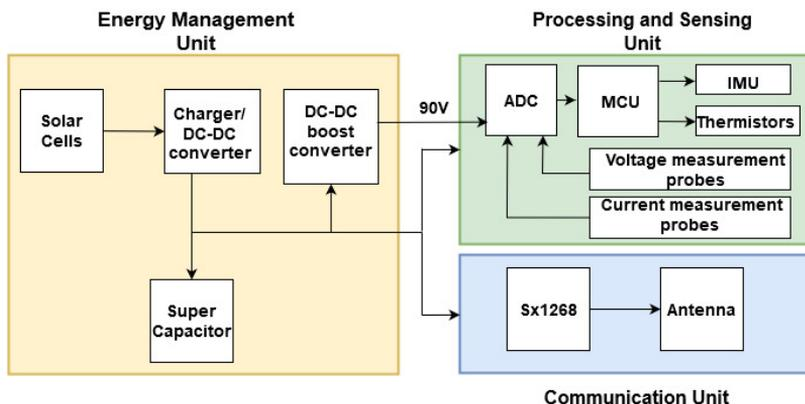 Energy Management
Unit
Processing and Sensing
Unit
Solar
Cells
Charger/
DC-DC
converter
DC-DC
boost
converter
90V
ADC
MCU
IMU
Thermistors
Voltage measurement
probes
Current measurement
probes
Super
Capacitor
Sx1268
Antenna
Communication Unit